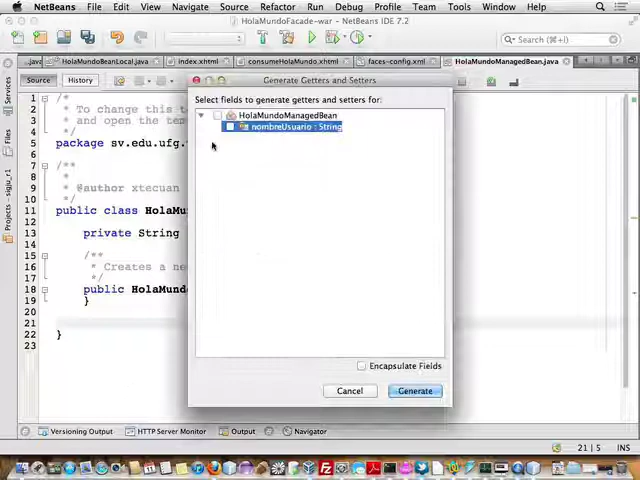 NetBeans File Edit View Navigate Source Refactor Run Debug Profile Team Tools Window Help
HolaMundoFacade-war - NetBeans IDE 7.2
Search (⌘+I)
HolaMundoBeanLocal.java index.xhtml consumeHolaMundo.xhtml faces-config.xml HolaMundoManagedBean.java
Source History
Generate Getters and Setters
Select fields to generate getters and setters for:
HolaMundoManagedBean
nombreUsuario : String
Encapsulate Fields
Cancel Generate
1 /*
2 * To change this t
3 * and open the tem
4 */
5 package sv.edu.ufg.
6
7 /**
8 *
9 * @author xtecuan
10 */
11 public class HolaMu
12
13 private String
14
15 /**
16 * Creates a ne
17 */
18 public HolaMund
19 }
20
21
22 }
23
Services
Files
Projects - sigju_r1
Versioning Output HTTP Server Monitor Output Navigator
21 | 5 INS